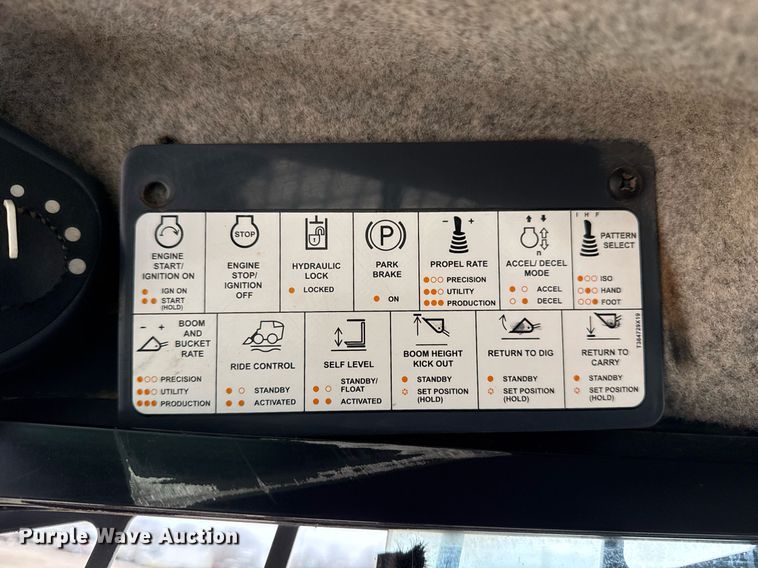 ENGINE
START/
IGNITION ON
IGN ON
START
(HOLD)
STOP
ENGINE
STOP/
IGNITION
OFF
HYDRAULIC
LOCK
LOCKED
P
PARK
BRAKE
ON
- +
PROPEL RATE
PRECISION
UTILITY
PRODUCTION
n
ACCEL/ DECEL
MODE
ACCEL
DECEL
I H F
PATTERN
SELECT
ISO
HAND
FOOT
- +
BOOM
AND
BUCKET
RATE
PRECISION
UTILITY
PRODUCTION
RIDE CONTROL
STANDBY
ACTIVATED
SELF LEVEL
STANDBY/
FLOAT
ACTIVATED
BOOM HEIGHT
KICK OUT
STANDBY
SET POSITION
(HOLD)
RETURN TO DIG
STANDBY
SET POSITION
(HOLD)
RETURN TO
CARRY
STANDBY
SET POSITION
(HOLD)
T364729X19
Purple Wave Auction